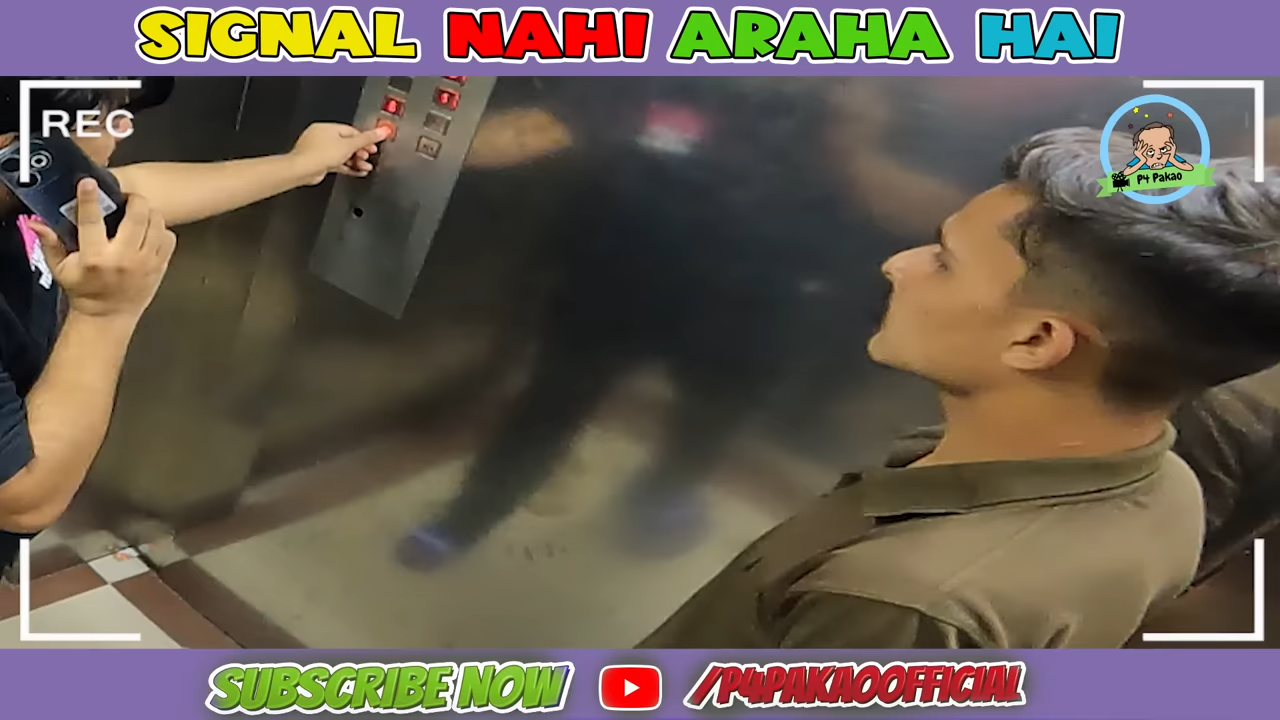 SIGNAL NAHI ARAHA HAI
REC
P4 Pakao
SUBSCRIBE NOW /P4PAKAOOFFICIAL